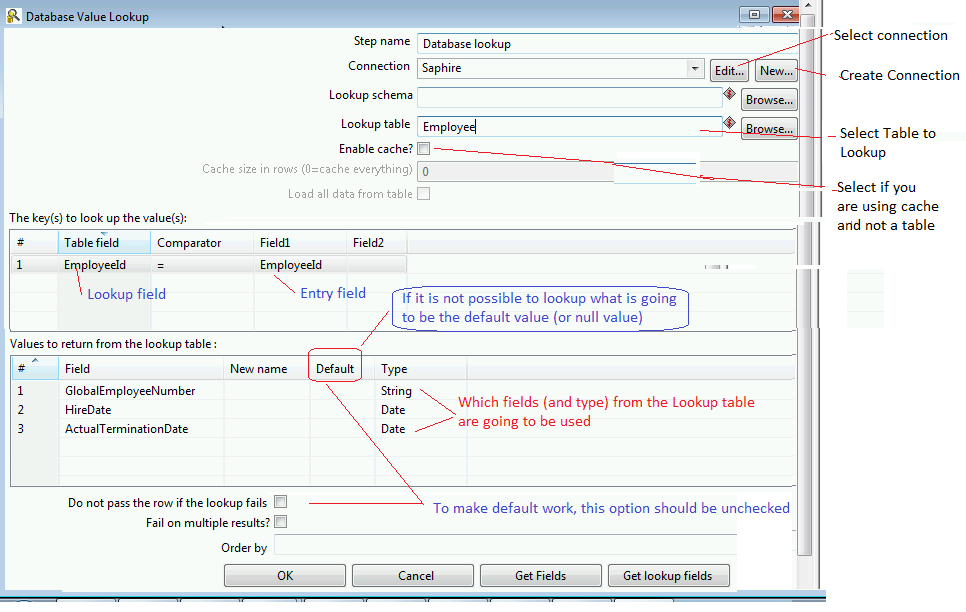 Database Value Lookup
Step name Database lookup
Select connection
Connection Saphire Edit... New...
Create Connection
Lookup schema Browse...
Lookup table Employee Browse...
Select Table to
Lookup
Enable cache?
Cache size in rows (0=cache everything) 0
Select if you
are using cache
and not a table
Load all data from table
The key(s) to look up the value(s):
# Table field Comparator Field1 Field2
1 EmployeeId = EmployeeId
Lookup field Entry field
If it is not possible to lookup what is going
to be the default value (or null value)
Values to return from the lookup table :
# Field New name Default Type
1 GlobalEmployeeNumber String
2 HireDate Date
3 ActualTerminationDate Date
Which fields (and type) from the Lookup table
are going to be used
Do not pass the row if the lookup fails
To make default work, this option should be unchecked
Fail on multiple results?
Order by
OK Cancel Get Fields Get lookup fields